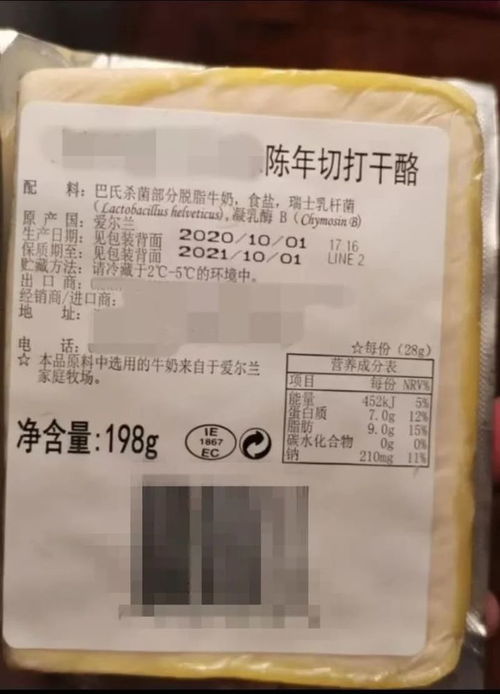 陈年切打干酪
配 料：巴氏杀菌部分脱脂牛奶，食盐，瑞士乳杆菌
(Lactobacillus helveticus)，凝乳酶 B (Chymosin B)
原 产 国：爱尔兰
生产日期：见包装背面 2020/10/01 17 16
保质期至：见包装背面 2021/10/01 LINE 2
贮藏方法：请冷藏于2℃-5℃的环境中。
出 口 商：
经销商/进口商：
地 址：
电 话：
☆ 本品原料中选用的牛奶来自于爱尔兰
家庭牧场。
净含量：198g
IE
1867
EC
☆每份 (28g)
营养成分表
项目 每份 NRV%
能量 452kJ 5%
蛋白质 7.0g 12%
脂肪 9.0g 15%
碳水化合物 0g 0%
钠 210mg 11%